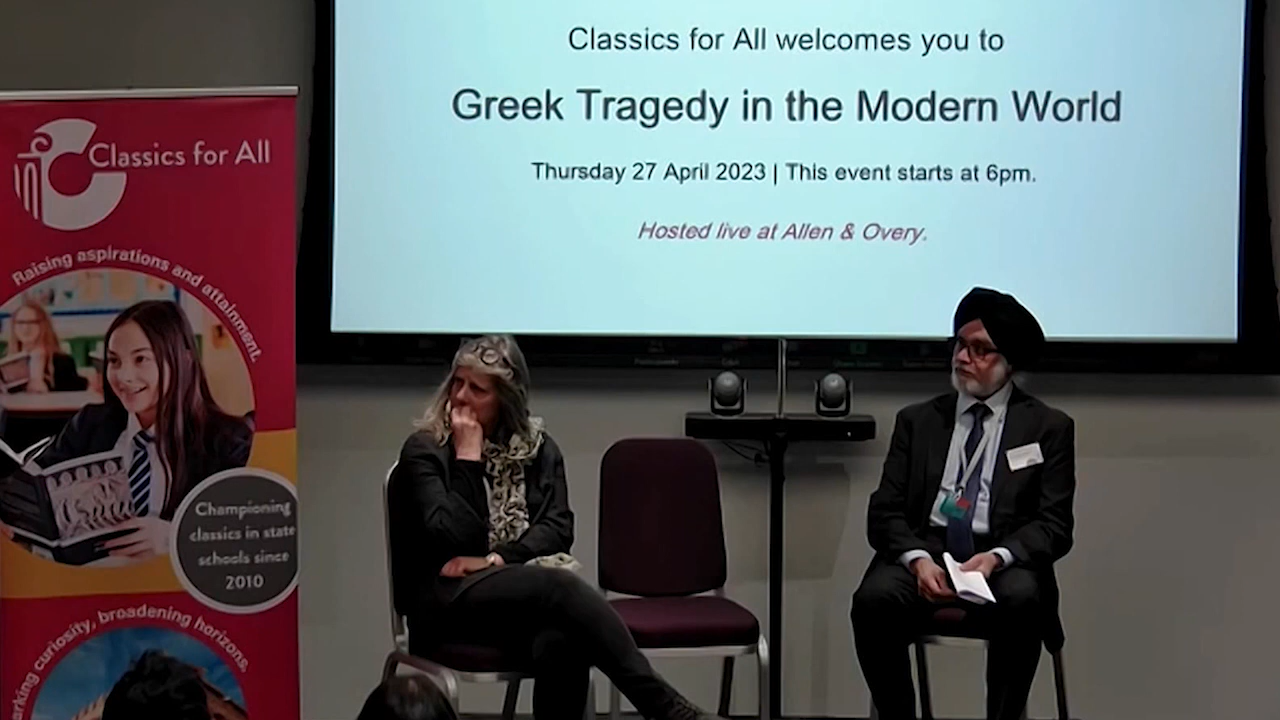 Classics for All welcomes you to
Greek Tragedy in the Modern World
Thursday 27 April 2023 | This event starts at 6pm.
Hosted live at Allen & Overy.
Classics for All
Raising aspirations and attainment.
Championing
classics in state
schools since
2010
curiosity, broadening horizons.